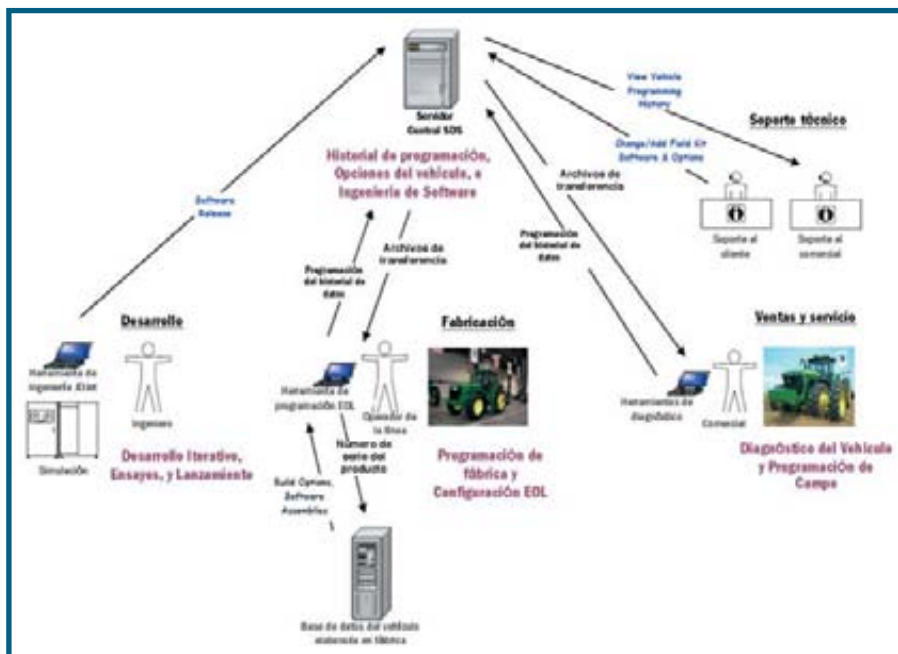 Servidor
Central SDS
Historial de programación,
Opciones del vehículo, e
Ingeniería de Software
View Vehicle
Programming
History
Soporte técnico
Change/Add Field Kit
Software & Options
Soporte al
cliente
Soporte al
comercial
Software
Release
Archivos de
transferencia
Programación
del historial de
datos
Archivos de
transferencia
Programación
del historial de
datos
Desarrollo
Herramienta de
ingeniería
Ingeniero
Simulación
Desarrollo Iterativo,
Ensayos, y Lanzamiento
Fabricación
Herramienta de
programación EOL
Operador de
la línea
Número de
serie del
producto
Build Options,
Software
Assemblies
Programación de
fábrica y
Configuración EOL
Base de datos del vehículo
elaborada en fábrica
Ventas y servicio
Herramientas de
diagnóstico
Comercial
Diagnóstico del Vehículo
y Programación de
Campo